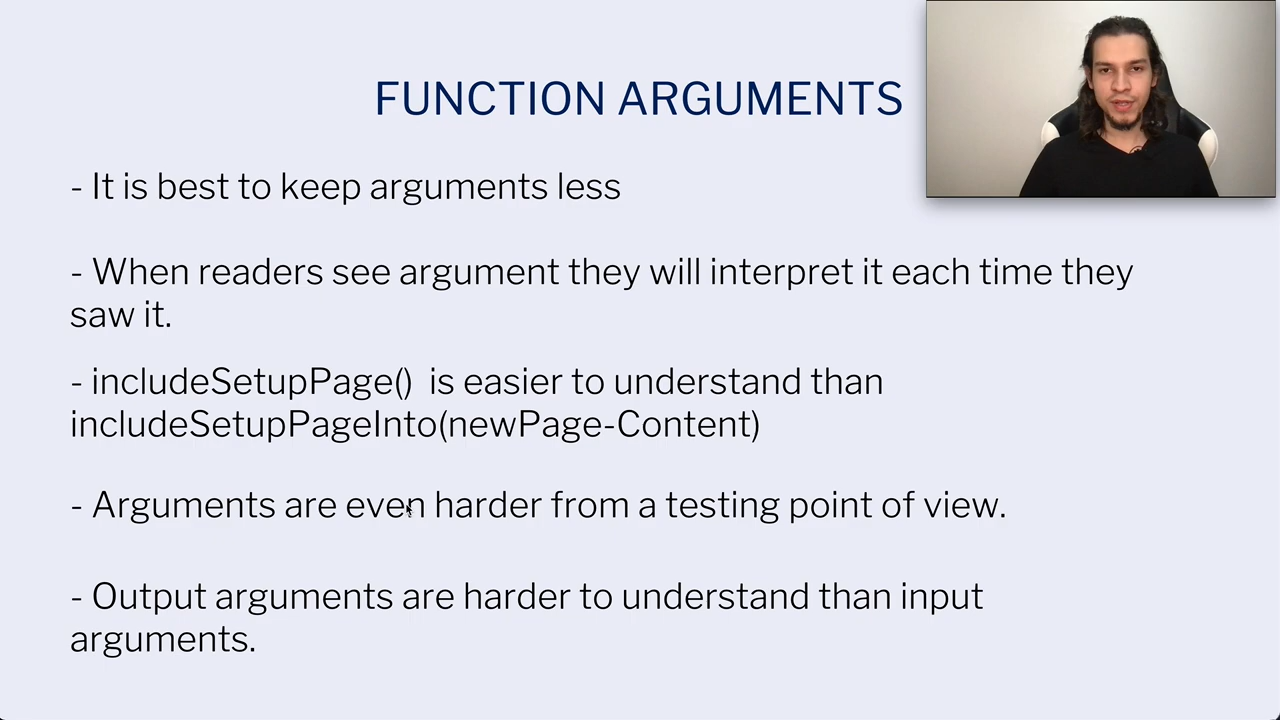 FUNCTION ARGUMENTS
- It is best to keep arguments less
- When readers see argument they will interpret it each time they
saw it.
- includeSetupPage()  is easier to understand than
includeSetupPageInto(newPage-Content)
- Arguments are even harder from a testing point of view.
- Output arguments are harder to understand than input
arguments.